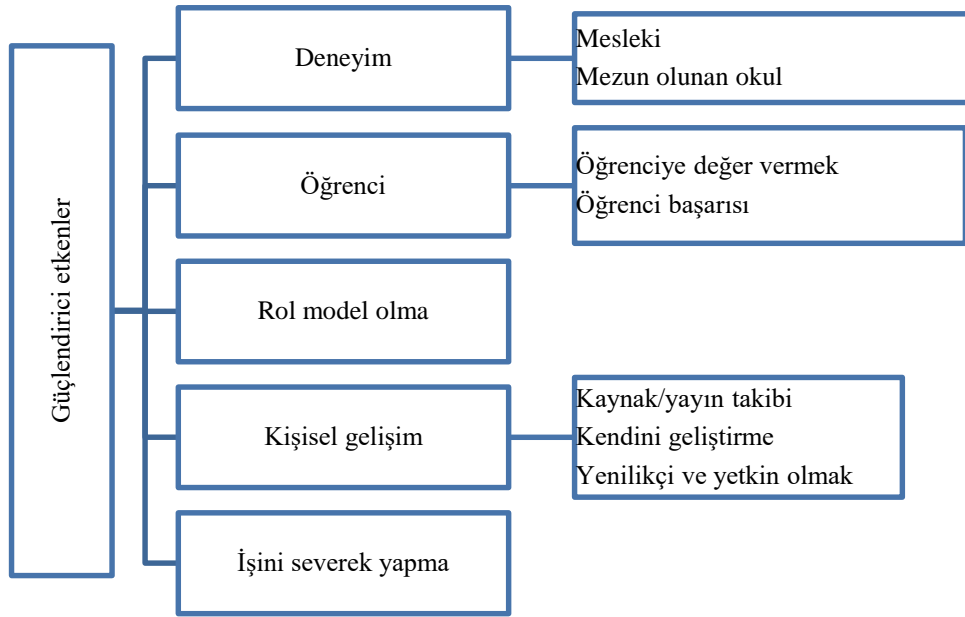 Güçlendirici etkenler
Deneyim
Mesleki
Mezun olunan okul
Öğrenci
Öğrenciye değer vermek
Öğrenci başarısı
Rol model olma
Kişisel gelişim
Kaynak/yayın takibi
Kendini geliştirme
Yenilikçi ve yetkin olmak
İşini severek yapma